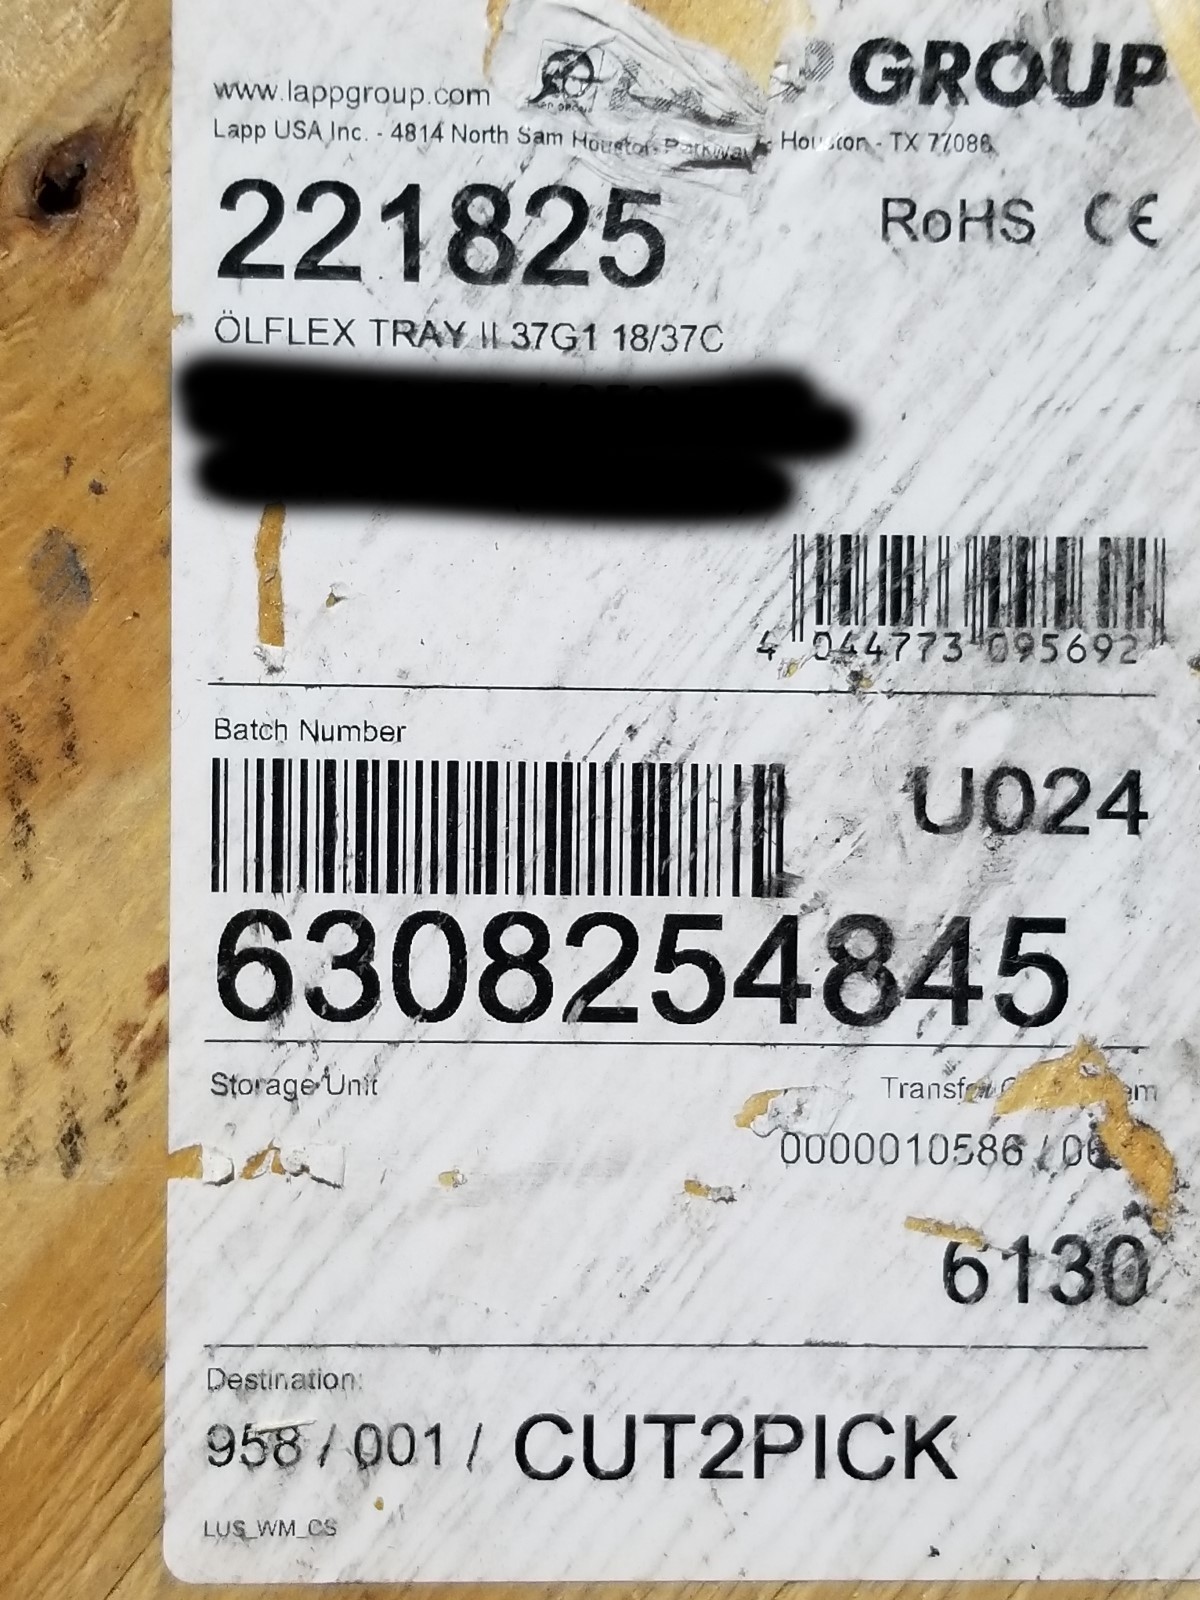 GROUP
www.lappgroup.com
Lapp USA Inc. - 4814 North Sam Houston Parkway - Houston - TX 77086
221825
RoHS CE
ÖLFLEX TRAY II 37G1 18/37C
4 044773 095692
Batch Number
U024
6308254845
Storage Unit
0000010586 /
6130
Destination:
958 / 001 / CUT2PICK
LUS_WM_CS